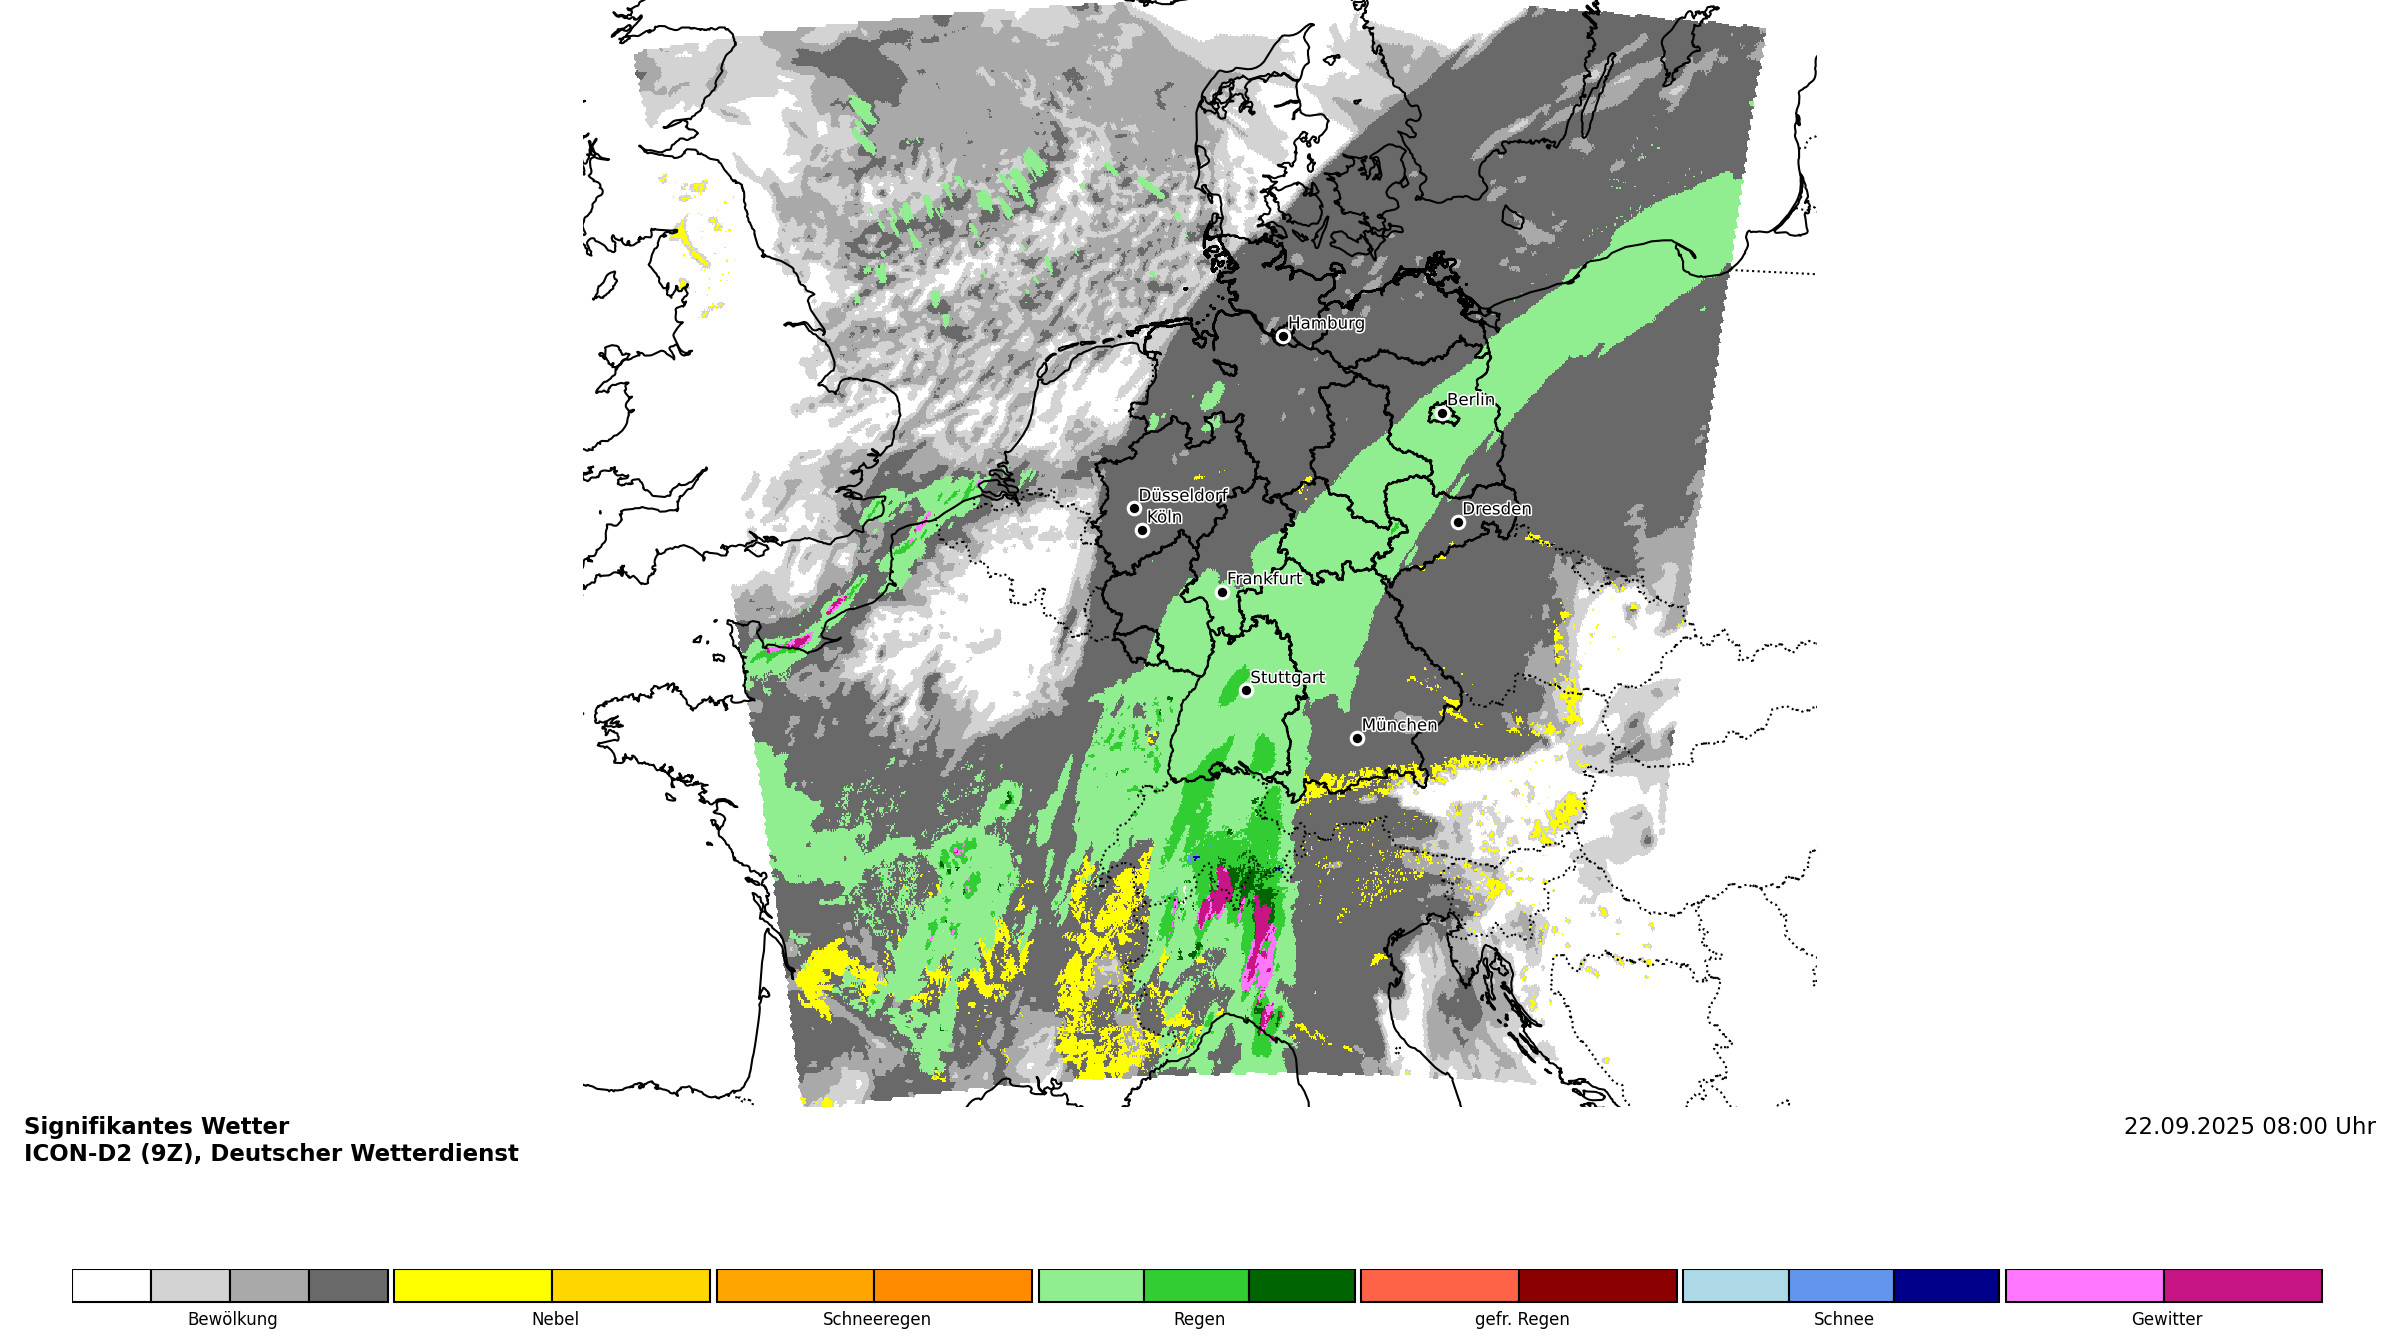 Hamburg
Berlin
Düsseldorf
Köln
Dresden
Frankfurt
Stuttgart
München
Signifikantes Wetter
ICON-D2 (9Z), Deutscher Wetterdienst
22.09.2025 08:00 Uhr
Bewölkung
Nebel
Schneeregen
Regen
gefr. Regen
Schnee
Gewitter